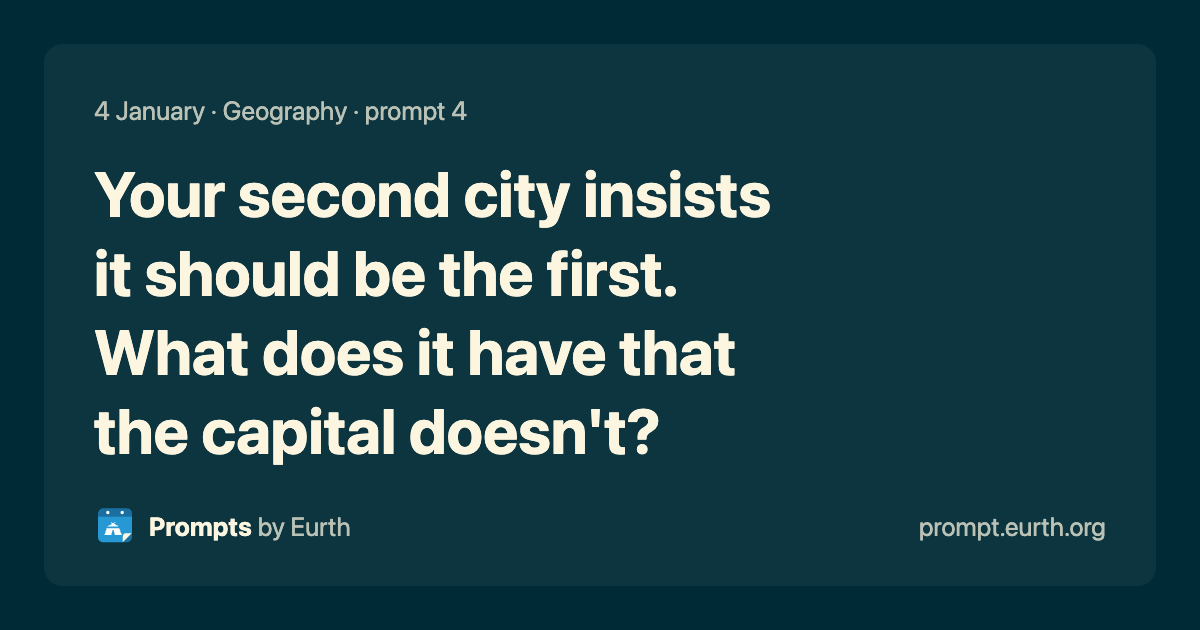 4 January · Geography · prompt 4
Your second city insists
it should be the first.
What does it have that
the capital doesn't?
Prompts by Eurth
prompt.eurth.org